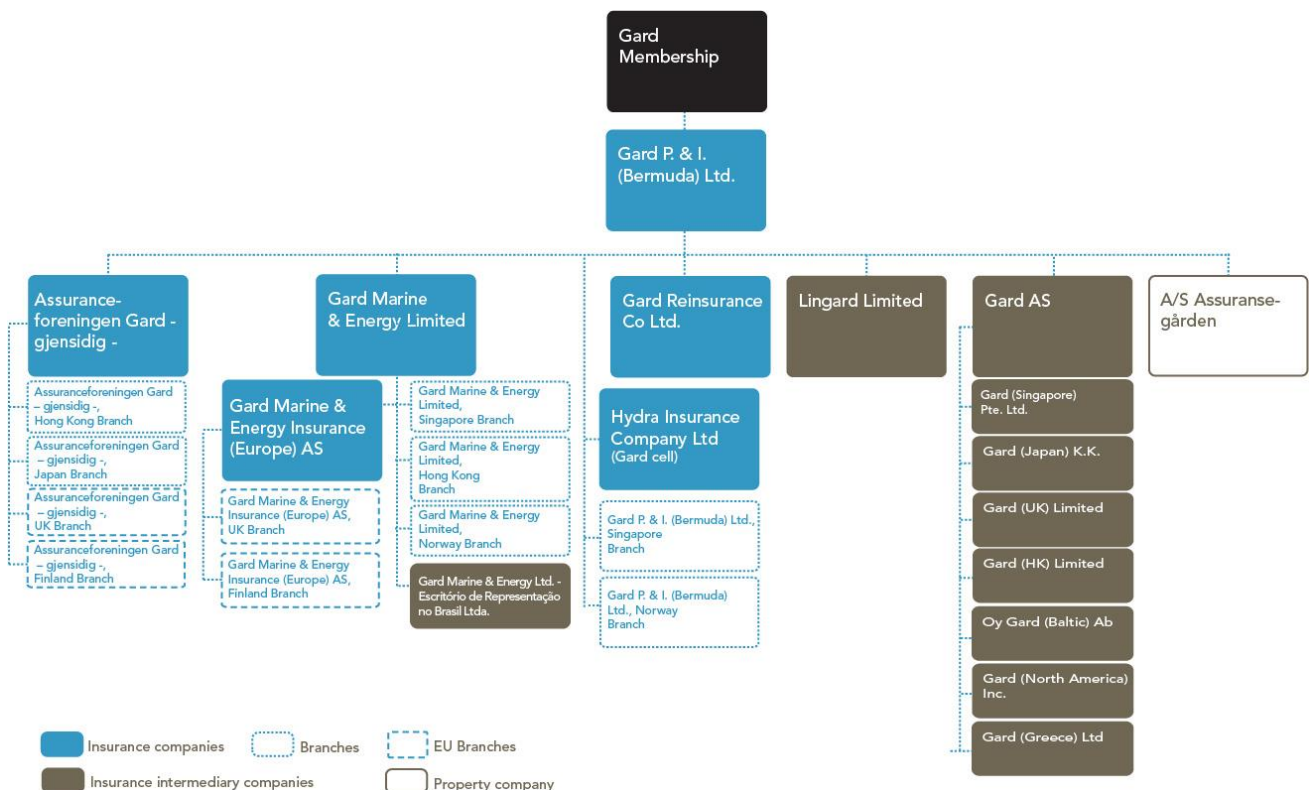 Gard
Membership
Gard P. & I.
(Bermuda) Ltd.
Assurance-
foreningen Gard -
gjensidig -
Gard Marine
& Energy Limited
Gard Reinsurance
Co Ltd.
Lingard Limited
Gard AS
A/S Assuranse-
gården
Assuranceforeningen Gard
– gjensidig -,
Hong Kong Branch
Assuranceforeningen Gard
– gjensidig -,
Japan Branch
Assuranceforeningen Gard
– gjensidig -,
UK Branch
Assuranceforeningen Gard
– gjensidig -,
Finland Branch
Gard Marine &
Energy Insurance
(Europe) AS
Gard Marine & Energy
Insurance (Europe) AS,
UK Branch
Gard Marine & Energy
Insurance (Europe) AS,
Finland Branch
Gard Marine & Energy
Limited,
Singapore Branch
Gard Marine & Energy
Limited,
Hong Kong
Branch
Gard Marine & Energy
Limited,
Norway Branch
Gard Marine & Energy Ltd. -
Escritório de Representação
no Brasil Ltda.
Hydra Insurance
Company Ltd
(Gard cell)
Gard P. & I. (Bermuda) Ltd.,
Singapore
Branch
Gard P. & I. (Bermuda)
Ltd., Norway
Branch
Gard (Singapore)
Pte. Ltd.
Gard (Japan) K.K.
Gard (UK) Limited
Gard (HK) Limited
Oy Gard (Baltic) Ab
Gard (North America)
Inc.
Gard (Greece) Ltd
Insurance companies
Branches
EU Branches
Insurance intermediary companies
Property company